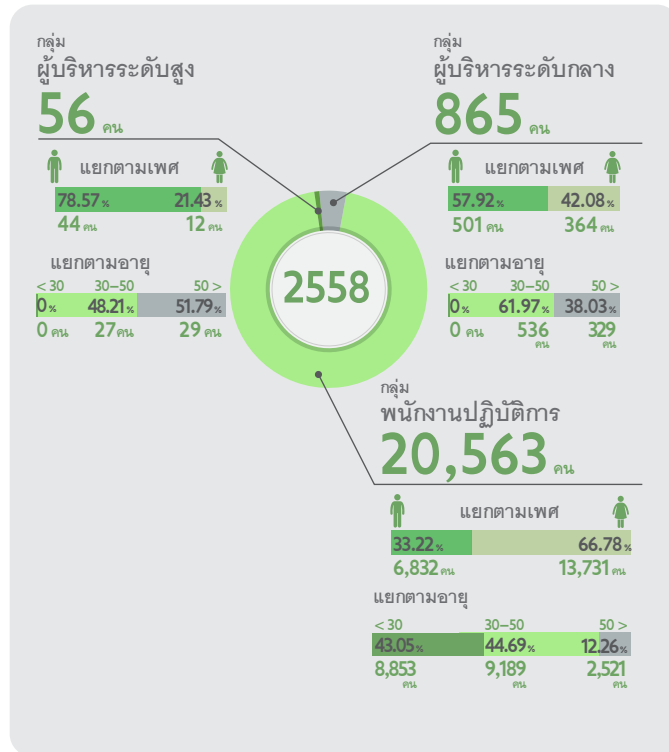 กลุ่ม
ผู้บริหารระดับสูง
56 คน
แยกตามเพศ
78.57 % 21.43 %
44 คน 12 คน
แยกตามอายุ
< 30 30–50 50 >
0 % 48.21 % 51.79 %
0 คน 27 คน 29 คน
กลุ่ม
ผู้บริหารระดับกลาง
865 คน
แยกตามเพศ
57.92 % 42.08 %
501 คน 364 คน
แยกตามอายุ
< 30 30–50 50 >
0 % 61.97 % 38.03 %
0 คน 536 329
คน คน
2558
กลุ่ม
พนักงานปฏิบัติการ
20,563 คน
แยกตามเพศ
33.22 % 66.78 %
6,832 คน 13,731 คน
แยกตามอายุ
< 30 30–50 50 >
43.05 % 44.69 % 12.26 %
8,853 9,189 2,521
คน คน คน